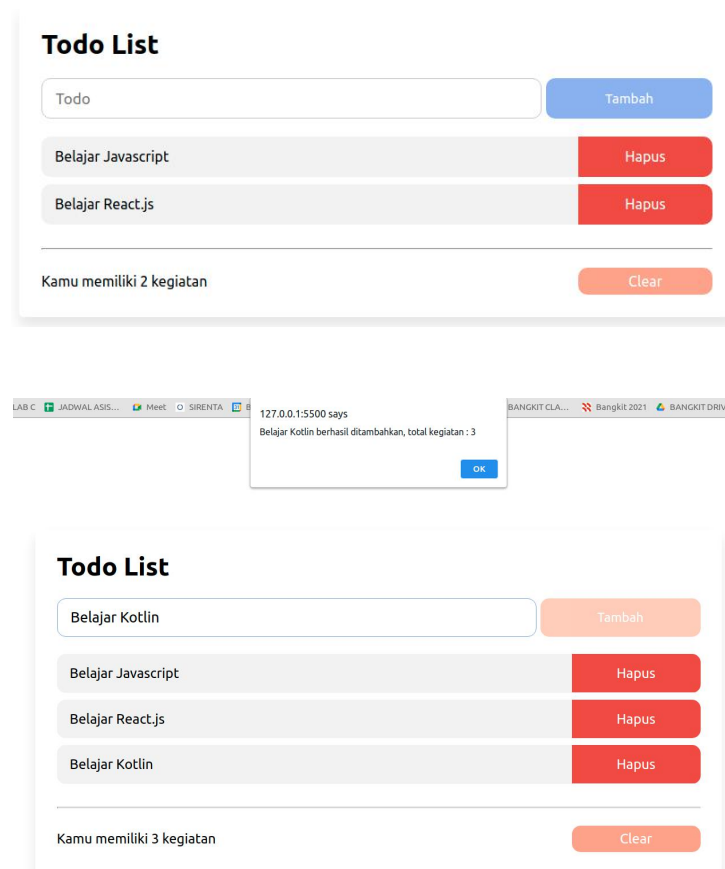 Todo List
Todo
Tambah
Belajar Javascript
Hapus
Belajar React.js
Hapus
Kamu memiliki 2 kegiatan
Clear
LAB C JADWAL ASIS... Meet SIRENTA B BANGKIT CLA... Bangkit 2021 BANGKIT DRIV
127.0.0.1:5500 says
Belajar Kotlin berhasil ditambahkan, total kegiatan : 3
OK
Todo List
Belajar Kotlin
Tambah
Belajar Javascript
Hapus
Belajar React.js
Hapus
Belajar Kotlin
Hapus
Kamu memiliki 3 kegiatan
Clear